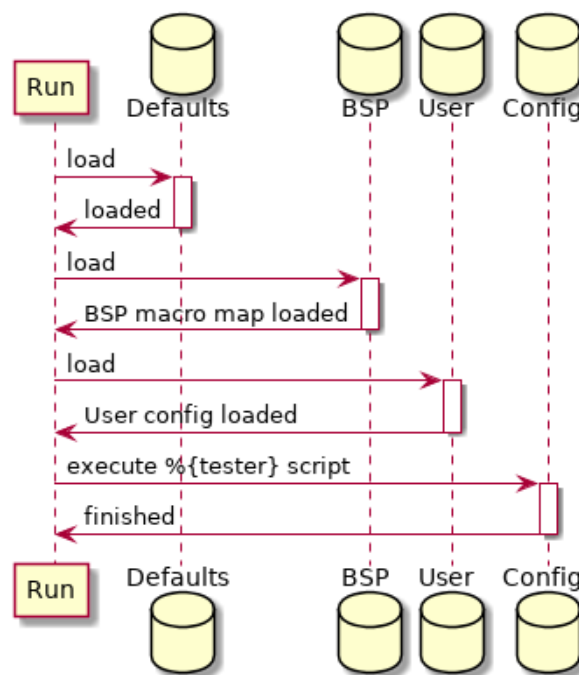 Run
Defaults
BSP
User
Config
load
loaded
load
BSP macro map loaded
load
User config loaded
execute %{tester} script
finished
Run
Defaults
BSP
User
Config